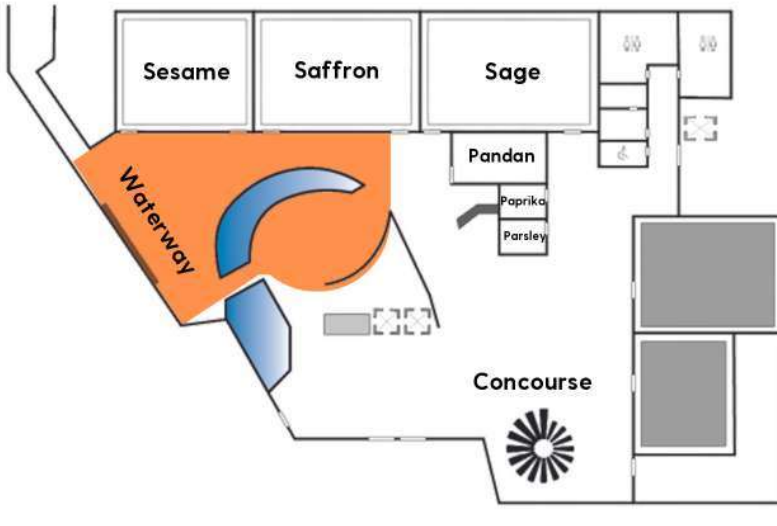 Sesame
Saffron
Sage
Pandan
Waterway
Paprika
Parsley
Concourse